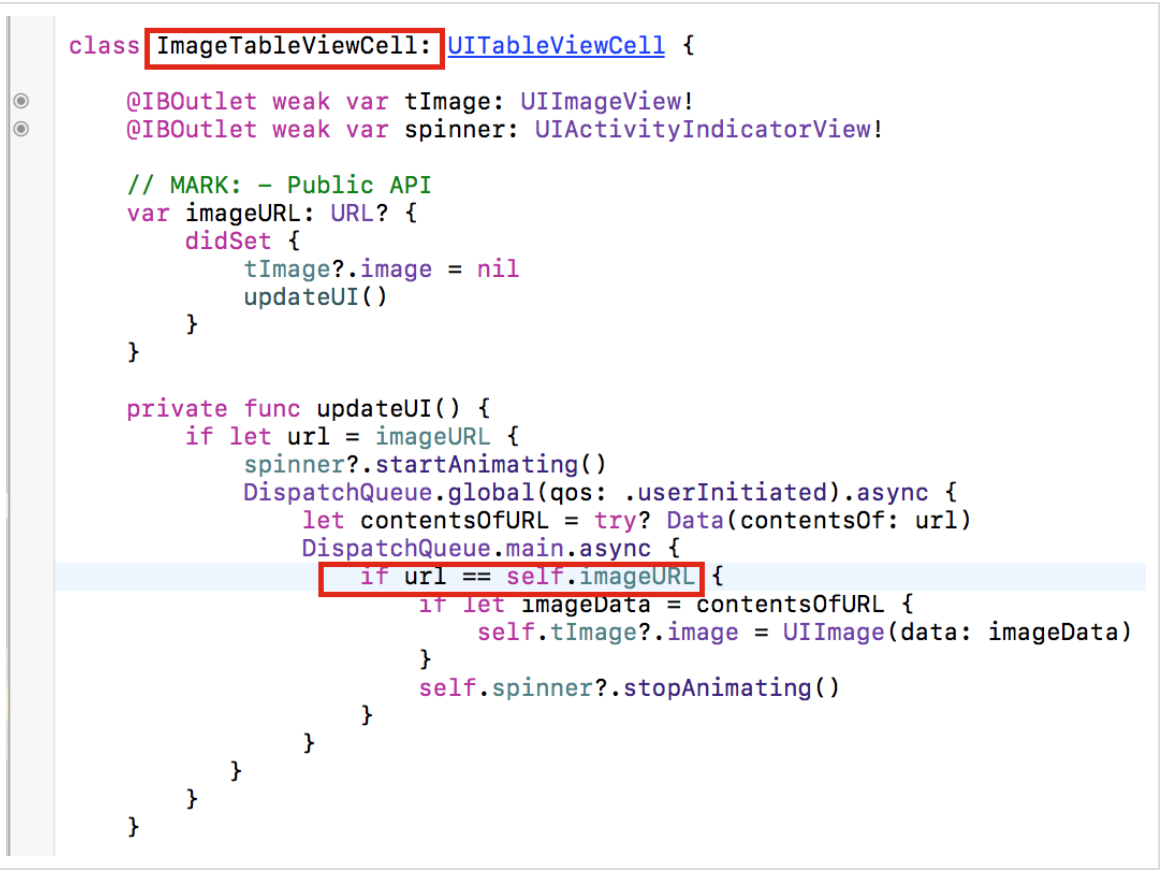 class ImageTableViewCell: UITableViewCell {
@IBOutlet weak var tImage: UIImageView!
@IBOutlet weak var spinner: UIActivityIndicatorView!
// MARK: – Public API
var imageURL: URL? {
didSet {
tImage?.image = nil
updateUI()
}
}
private func updateUI() {
if let url = imageURL {
spinner?.startAnimating()
DispatchQueue.global(qos: .userInitiated).async {
let contentsOfURL = try? Data(contentsOf: url)
DispatchQueue.main.async {
if url == self.imageURL {
if let imageData = contentsOfURL {
self.tImage?.image = UIImage(data: imageData)
}
self.spinner?.stopAnimating()
}
}
}
}
}